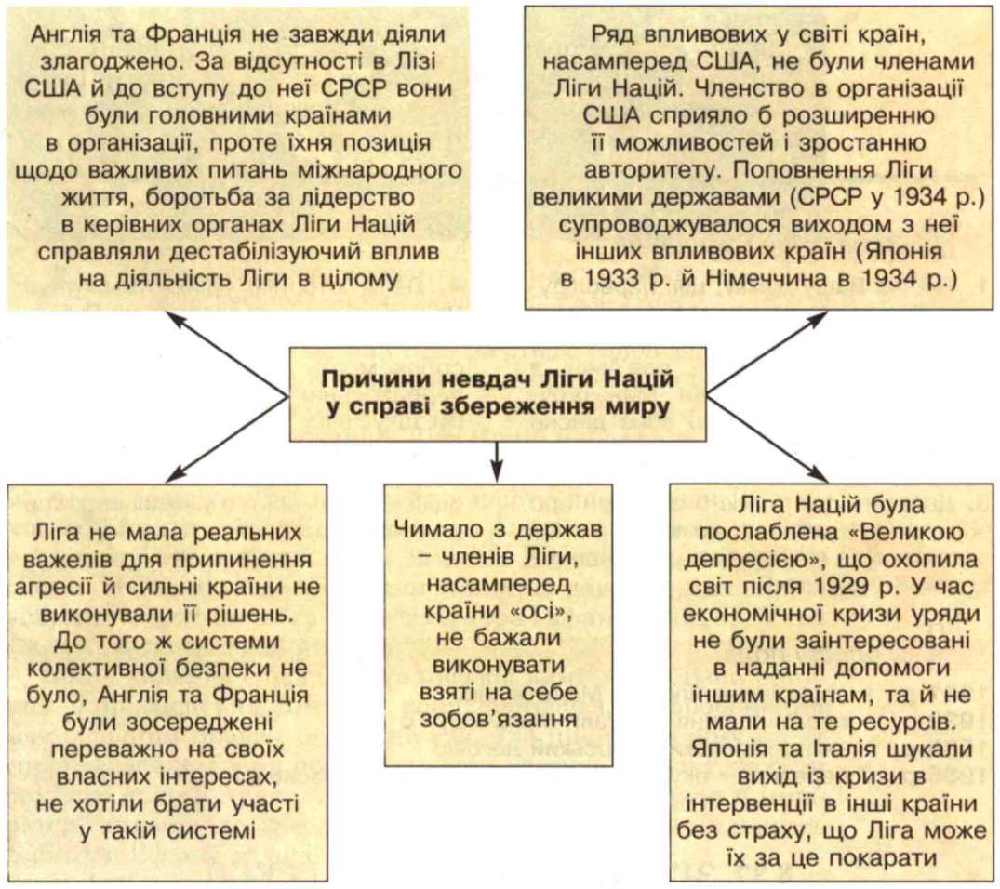 Англія та Франція не завжди діяли
злагоджено. За відсутності в Лізі
США й до вступу до неї СРСР вони
були головними країнами
в організації, проте їхня позиція
щодо важливих питань міжнародного
життя, боротьба за лідерство
в керівних органах Ліги Націй
справляли дестабілізуючий вплив
на діяльність Ліги в цілому
Ряд впливових у світі країн,
насамперед США, не були членами
Ліги Націй. Членство в організації
США сприяло б розширенню
її можливостей і зростанню
авторитету. Поповнення Ліги
великими державами (СРСР у 1934 р.)
супроводжувалося виходом з неї
інших впливових країн (Японія
в 1933 р. й Німеччина в 1934 р.)
Причини невдач Ліги Націй
у справі збереження миру
Ліга не мала реальних
важелів для припинення
агресії й сильні країни не
виконували її рішень.
До того ж системи
колективної безпеки не
було, Англія та Франція
були зосереджені
переважно на своїх
власних інтересах,
не хотіли брати участі
у такій системі
Чимало з держав
– членів Ліги,
насамперед
країни «осі»,
не бажали
виконувати
взяті на себе
зобов’язання
Ліга Націй була
послаблена «Великою
депресією», що охопила
світ після 1929 р. У час
економічної кризи уряди
не були заінтересовані
в наданні допомоги
іншим країнам, та й не
мали на те ресурсів.
Японія та Італія шукали
вихід із кризи в
інтервенції в інші країни
без страху, що Ліга може
їх за це покарати